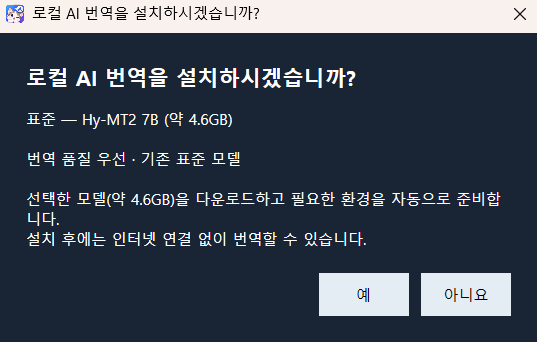 로컬 AI 번역을 설치하시겠습니까?
로컬 AI 번역을 설치하시겠습니까?
표준 — Hy-MT2 7B (약 4.6GB)
번역 품질 우선 · 기존 표준 모델
선택한 모델(약 4.6GB)을 다운로드하고 필요한 환경을 자동으로 준비합
니다.
설치 후에는 인터넷 연결 없이 번역할 수 있습니다.
예
아니요